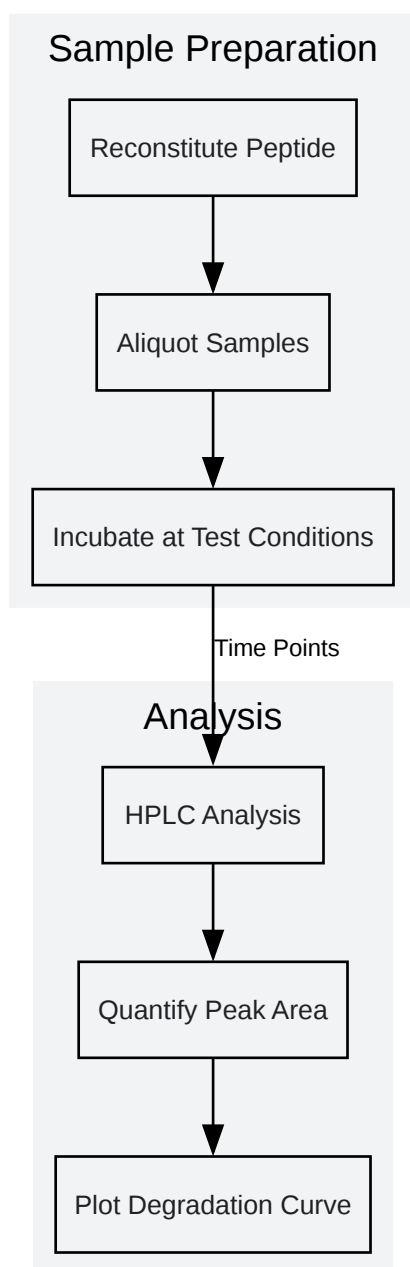 Sample Preparation
Reconstitute Peptide
Aliquot Samples
Incubate at Test Conditions
Time Points
Analysis
HPLC Analysis
Quantify Peak Area
Plot Degradation Curve